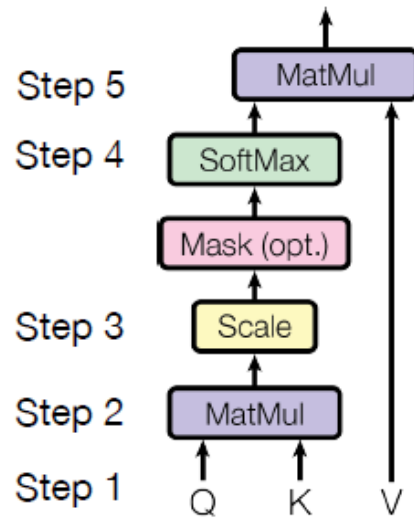 Step 5 MatMul
Step 4 SoftMax
Mask (opt.)
Step 3 Scale
Step 2 MatMul
Step 1 Q K V